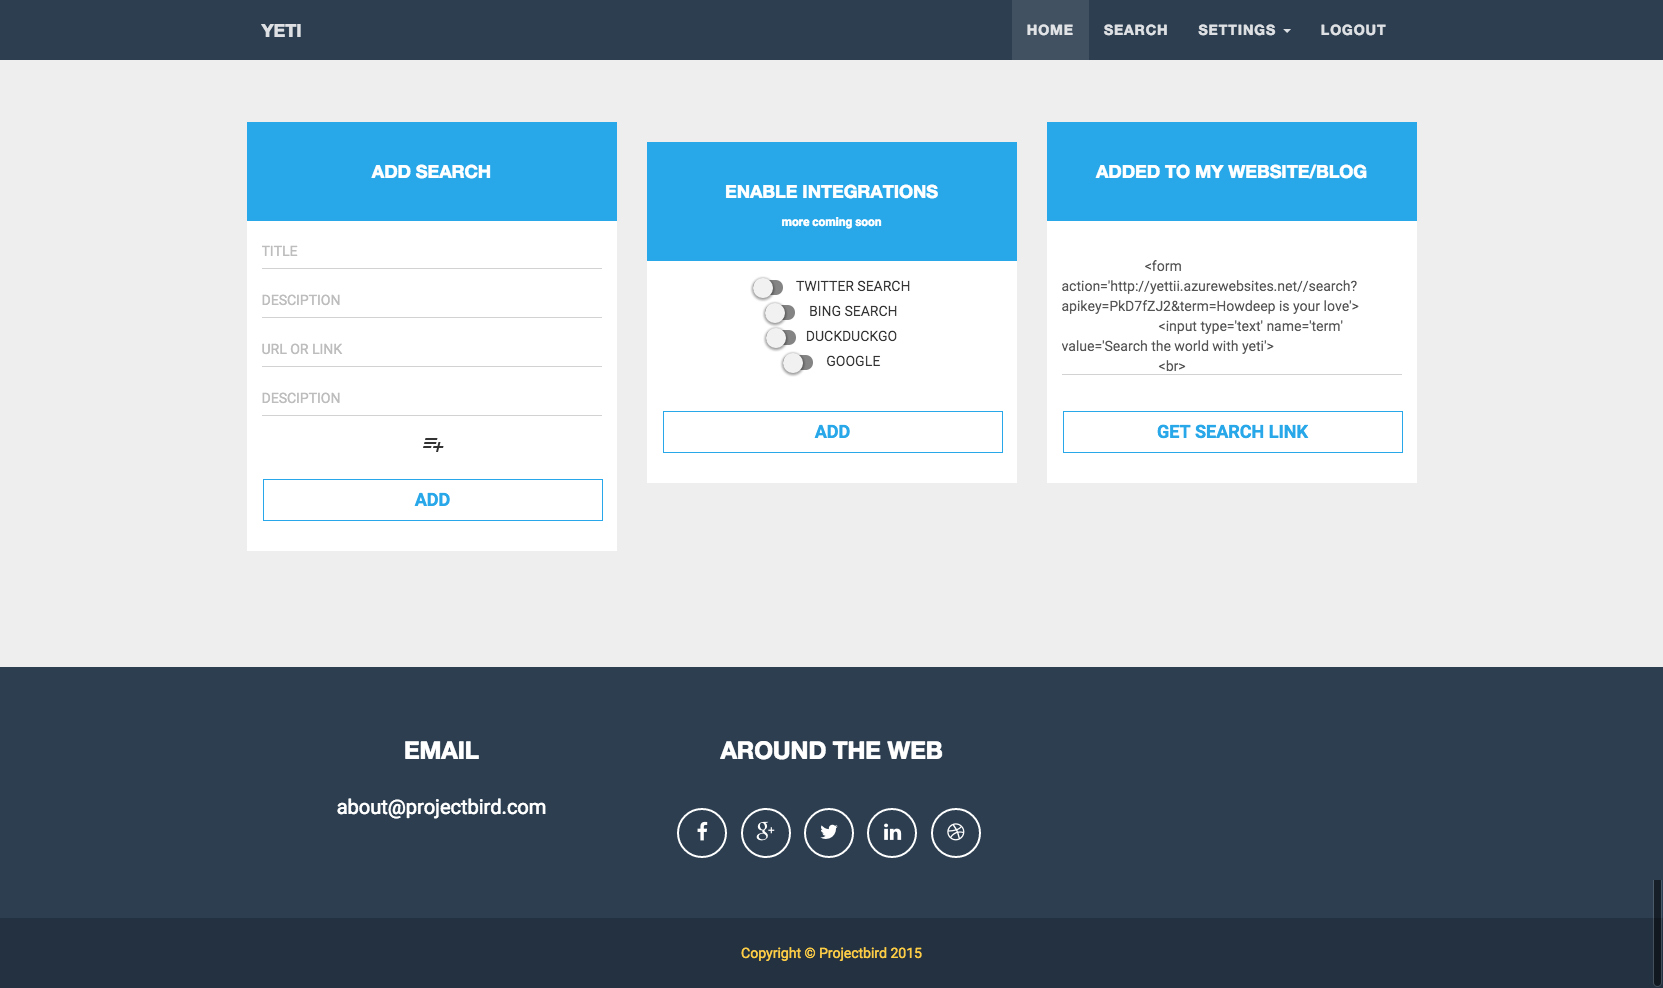 YETI
HOME SEARCH SETTINGS LOGOUT
ADD SEARCH
TITLE
DESCIPTION
URL OR LINK
DESCIPTION
ADD
ENABLE INTEGRATIONS
more coming soon
TWITTER SEARCH
BING SEARCH
DUCKDUCKGO
GOOGLE
ADD
ADDED TO MY WEBSITE/BLOG
<form
action='http://yettii.azurewebsites.net//search?
apikey=PkD7fZJ2&term=Howdeep is your love'>
<input type='text' name='term'
value='Search the world with yeti'>
<br>
GET SEARCH LINK
EMAIL
about@projectbird.com
AROUND THE WEB
Copyright © Projectbird 2015